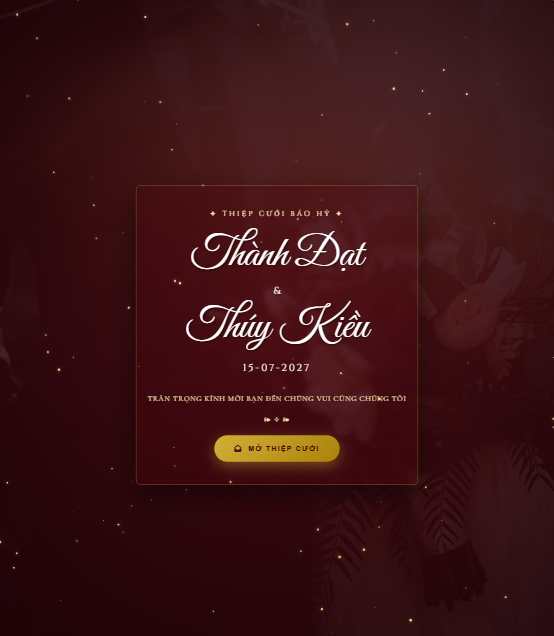 ✦ THIỆP CƯỚI BÁO HỶ ✦
Thành Đạt
&
Thúy Kiều
15-07-2027
TRÂN TRỌNG KÍNH MỜI BẠN ĐẾN CHUNG VUI CÙNG CHÚNG TÔI
MỞ THIỆP CƯỚI